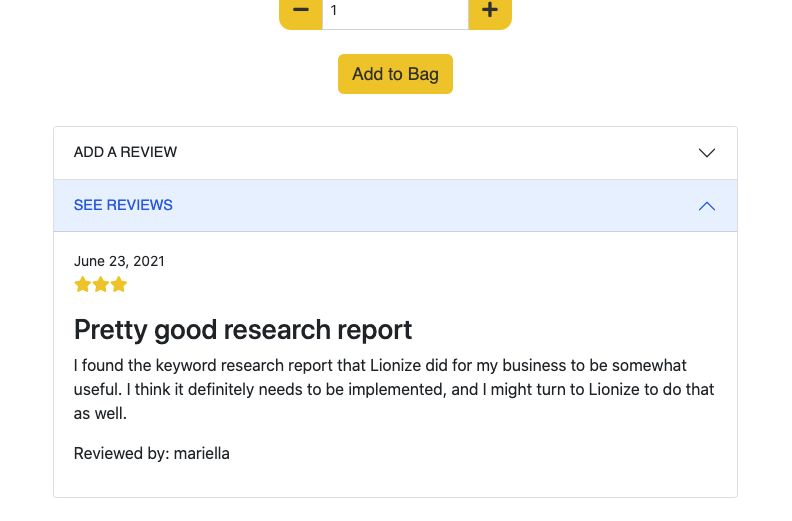 1
Add to Bag
ADD A REVIEW
SEE REVIEWS
June 23, 2021
Pretty good research report
I found the keyword research report that Lionize did for my business to be somewhat
useful. I think it definitely needs to be implemented, and I might turn to Lionize to do that
as well.
Reviewed by: mariella